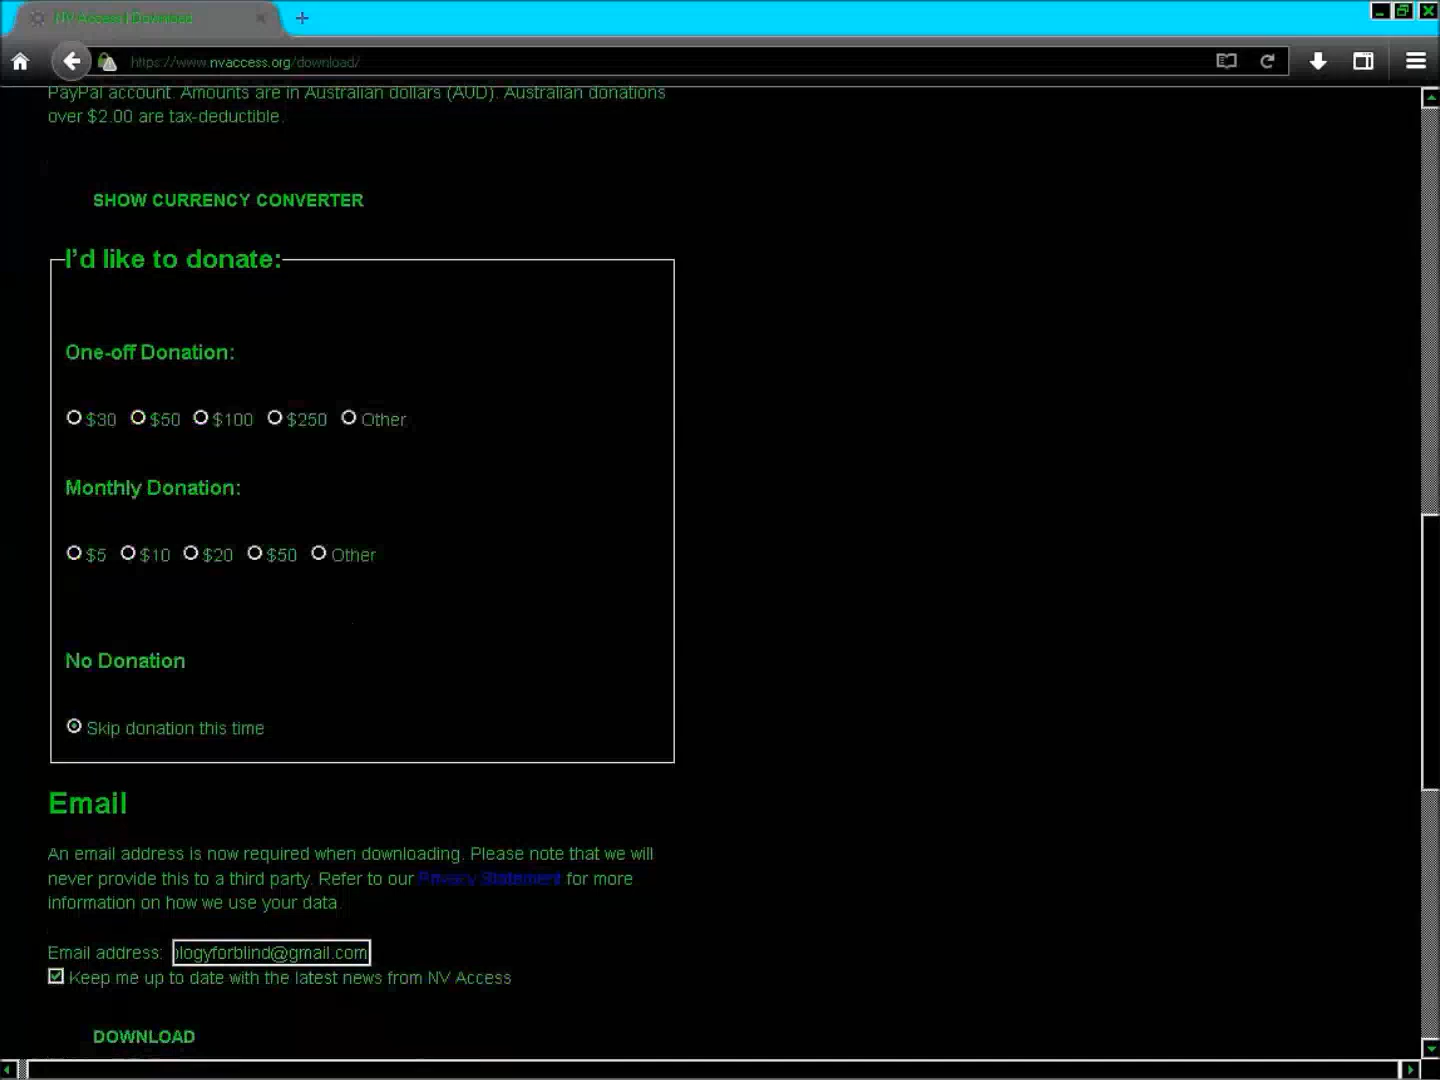 NV Access | Download
https://www.nvaccess.org/download/
PayPal account. Amounts are in Australian dollars (AUD). Australian donations
over $2.00 are tax-deductible.
SHOW CURRENCY CONVERTER
I’d like to donate:
One-off Donation:
$30 $50 $100 $250 Other
Monthly Donation:
$5 $10 $20 $50 Other
No Donation
Skip donation this time
Email
An email address is now required when downloading. Please note that we will
never provide this to a third party. Refer to our Privacy Statement for more
information on how we use your data.
Email address: ologyforblind@gmail.com
Keep me up to date with the latest news from NV Access
DOWNLOAD